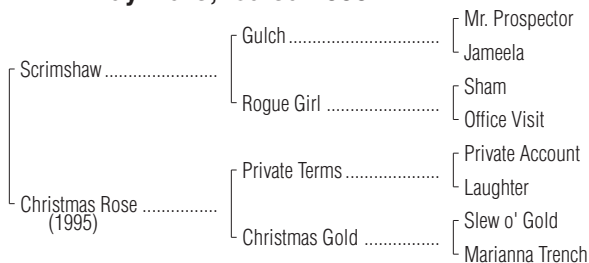 Scrimshaw
Christmas Rose
(1995)
Gulch
Rogue Girl
Private Terms
Christmas Gold
Mr. Prospector
Jameela
Sham
Office Visit
Private Account
Laughter
Slew o' Gold
Marianna Trench